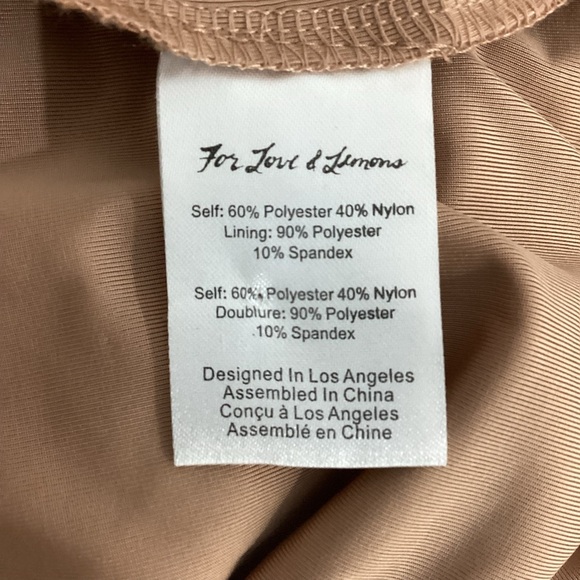 For Love & Lemons
Self: 60% Polyester 40% Nylon
Lining: 90% Polyester
10% Spandex
Self: 60% Polyester 40% Nylon
Doublure: 90% Polyester
10% Spandex
Designed In Los Angeles
Assembled In China
Conçu à Los Angeles
Assemblé en Chine